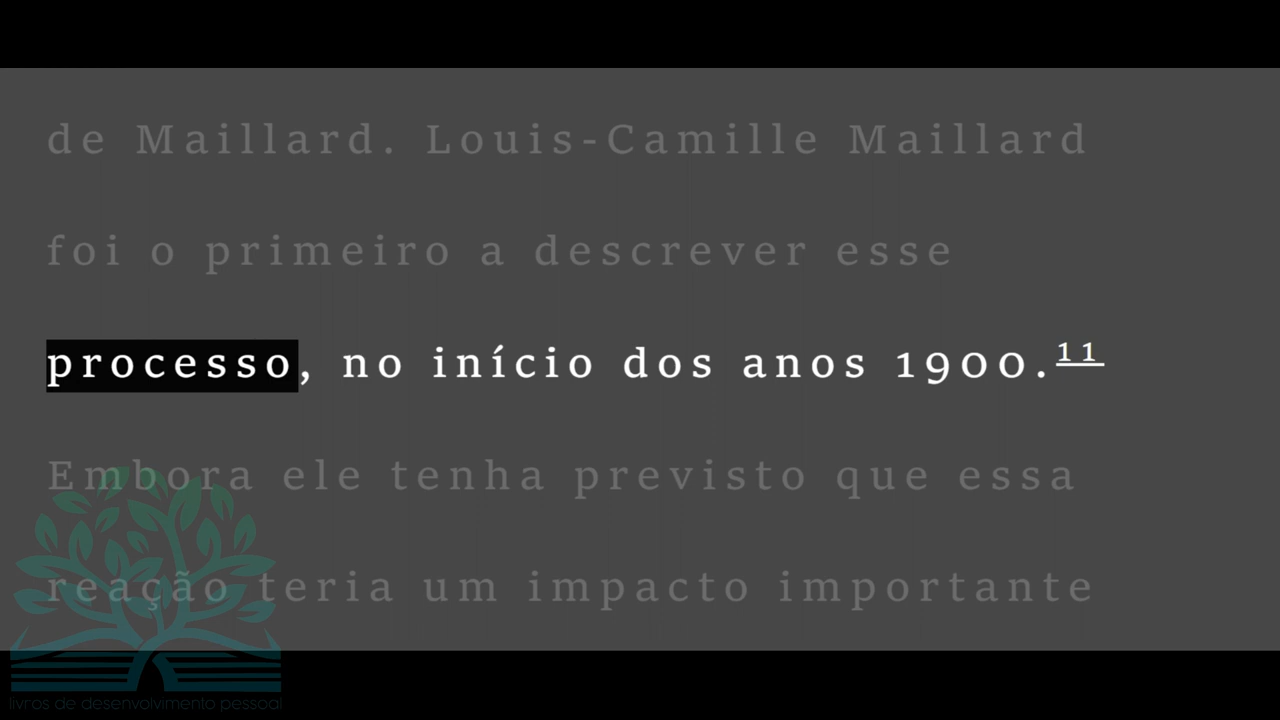 de Maillard. Louis-Camille Maillard
foi o primeiro a descrever esse
processo, no início dos anos 1900.11
Embora ele tenha previsto que essa
reação teria um impacto importante
livros de desenvolvimento pessoal